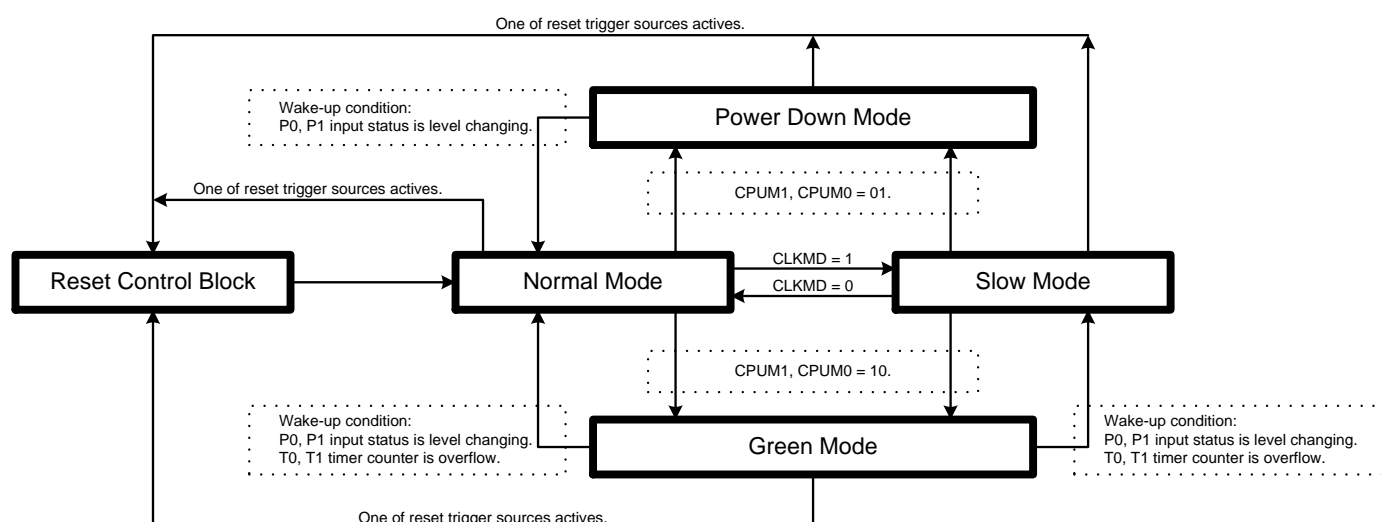 One of reset trigger sources actives.
Wake-up condition:
P0, P1 input status is level changing.
Power Down Mode
One of reset trigger sources actives.
CPUM1, CPUM0 = 01.
Reset Control Block
Normal Mode
CLKMD = 1
CLKMD = 0
Slow Mode
CPUM1, CPUM0 = 10.
Wake-up condition:
P0, P1 input status is level changing.
T0, T1 timer counter is overflow.
Green Mode
Wake-up condition:
P0, P1 input status is level changing.
T0, T1 timer counter is overflow.
One of reset trigger sources actives.